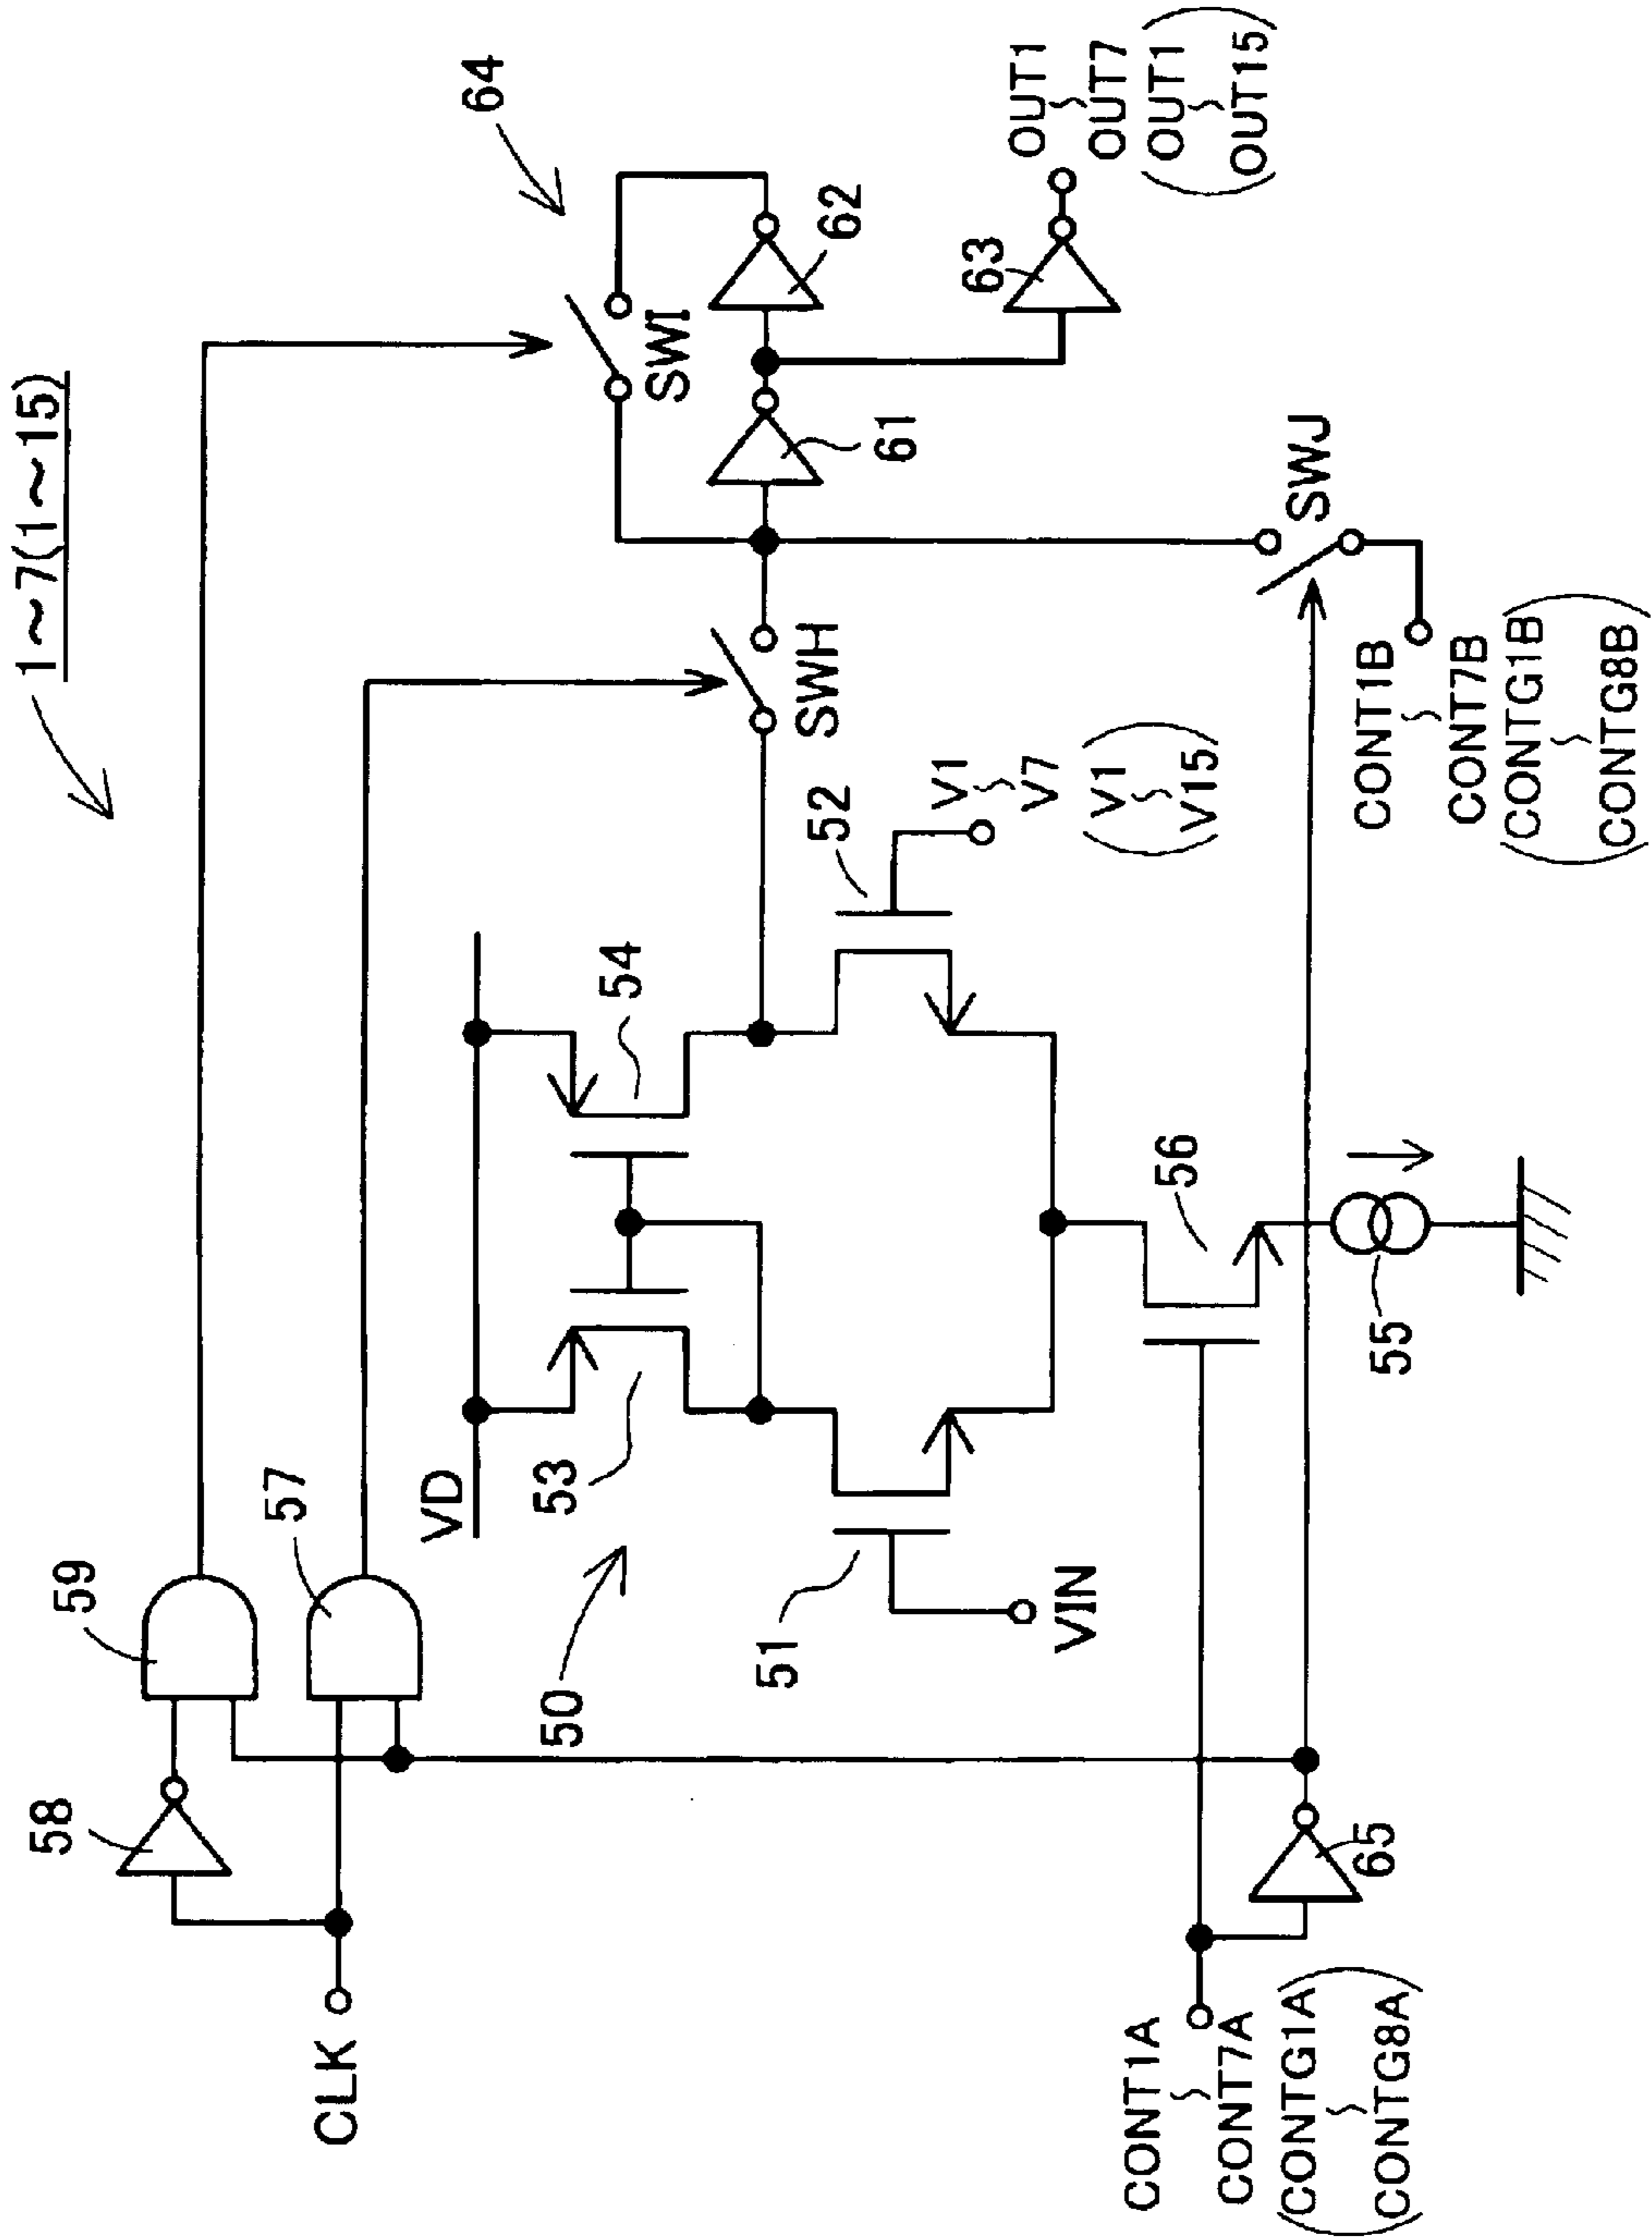 1~7(1~15)
CLK
58
59
57
VD
50
53
54
51
VIN
52
V1
~
V7
(V1
~
V15)
SWH
SWI
64
61
62
63
OUT1
~
OUT7
(OUT1
~
OUT15)
CONT1A
~
CONT7A
(CONTG1A
~
CONTG8A)
65
56
55
SWJ
CONT1B
~
CONT7B
(CONTG1B
~
CONTG8B)